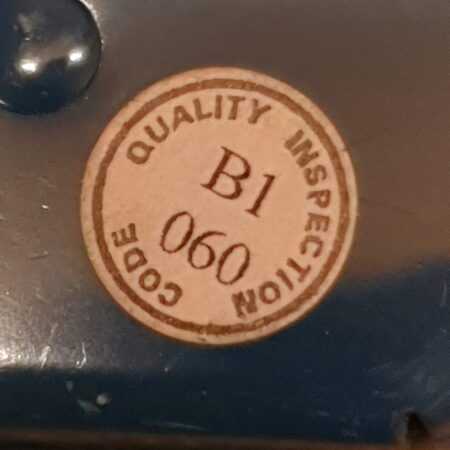 QUALITY INSPECTION
B1
060
CODE